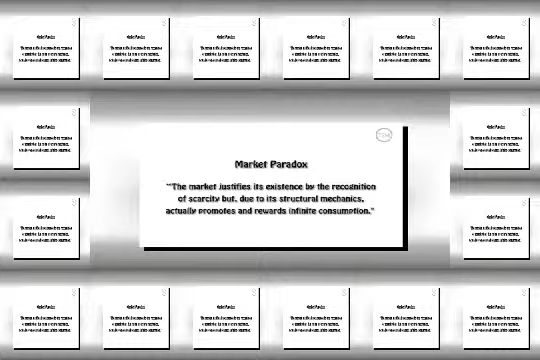 Market Paradox
"The market justifies its existence by the recognition
of scarcity but, due to its structural mechanics,
actually promotes and rewards infinite consumption."